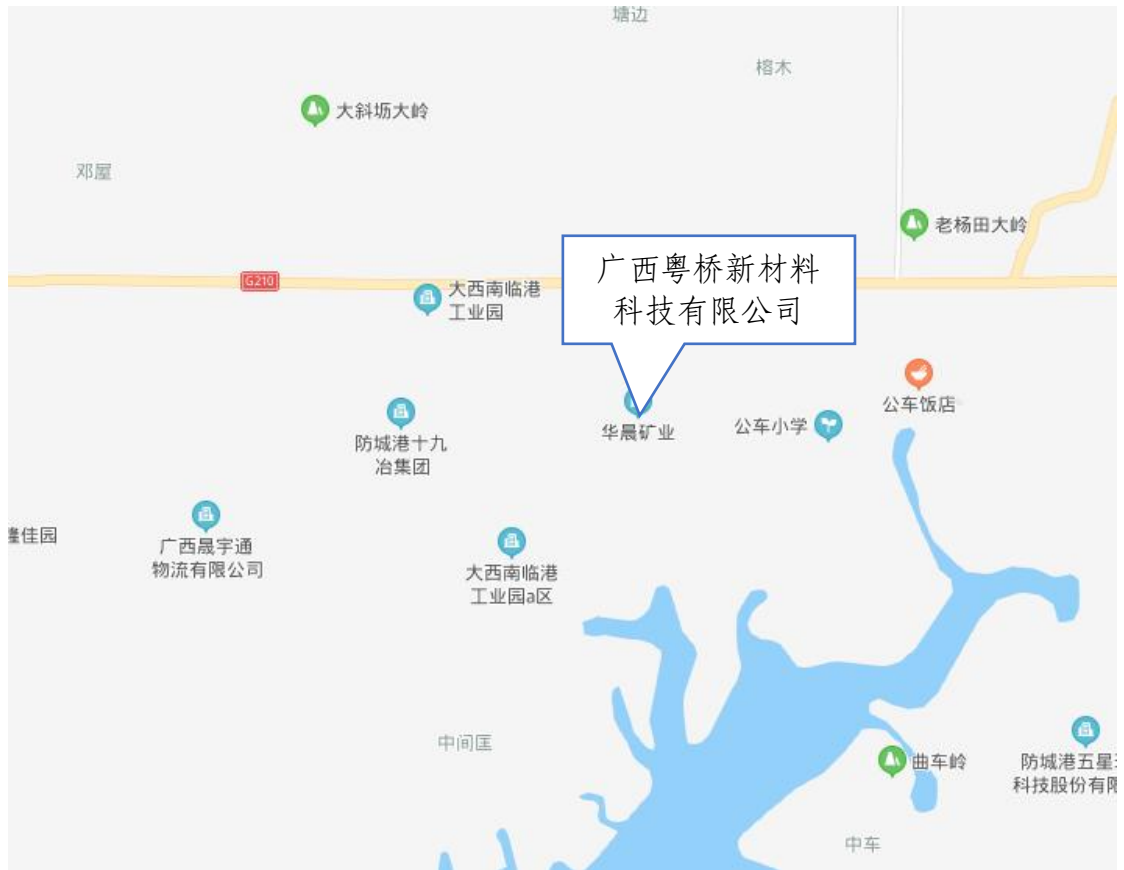 塘边
榕木
大斜坜大岭
邓屋
老杨田大岭
G210
广西粤桥新材料
科技有限公司
大西南临港
工业园
公车饭店
防城港十九
冶集团
华晨矿业
公车小学
隆佳园
广西晟宇通
物流有限公司
大西南临港
工业园a区
中间匡
曲车岭
防城港五星
科技股份有限
中车